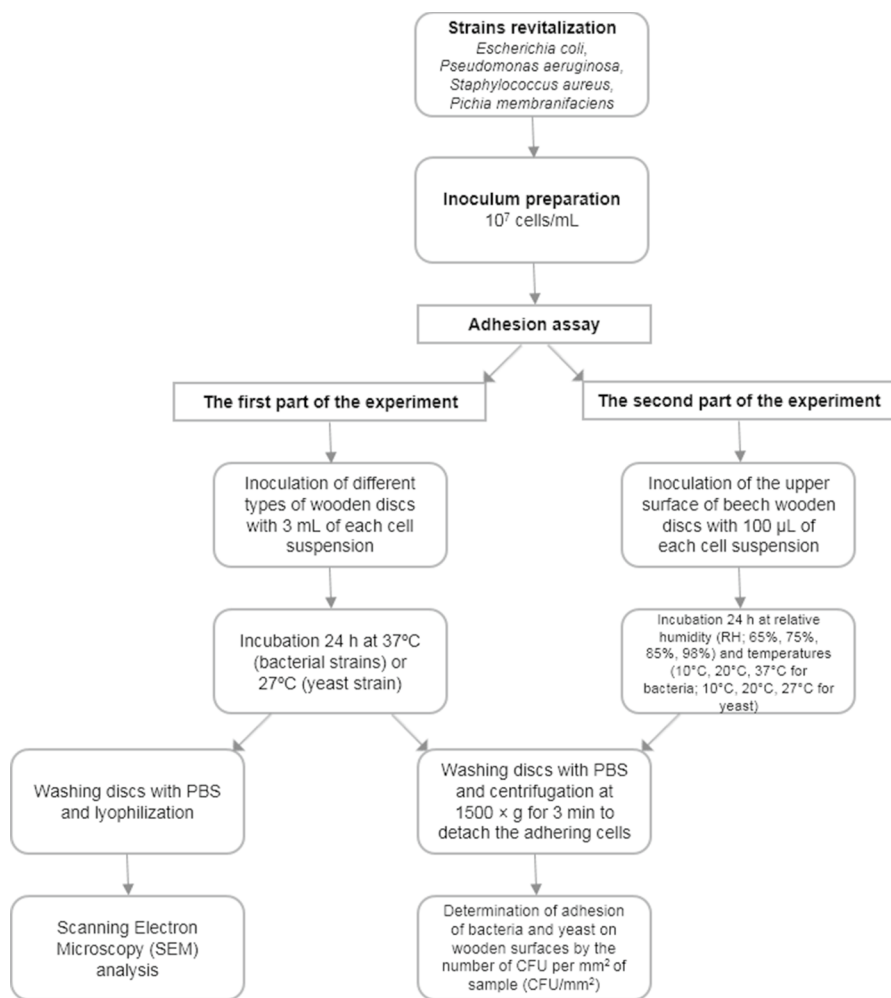 Strains revitalization
Escherichia coli,
Pseudomonas aeruginosa,
Staphylococcus aureus,
Pichia membranifaciens
Inoculum preparation
10⁷ cells/mL
Adhesion assay
The first part of the experiment
The second part of the experiment
Inoculation of different
types of wooden discs
with 3 mL of each cell
suspension
Inoculation of the upper
surface of beech wooden
discs with 100 µL of
each cell suspension
Incubation 24 h at 37ºC
(bacterial strains) or
27ºC (yeast strain)
Incubation 24 h at relative
humidity (RH; 65%, 75%,
85%, 98%) and temperatures
(10°C, 20°C, 37°C for
bacteria; 10°C, 20°C, 27°C for
yeast)
Washing discs with PBS
and lyophilization
Washing discs with PBS
and centrifugation at
1500 × g for 3 min to
detach the adhering cells
Scanning Electron
Microscopy (SEM)
analysis
Determination of adhesion
of bacteria and yeast on
wooden surfaces by the
number of CFU per mm² of
sample (CFU/mm²)